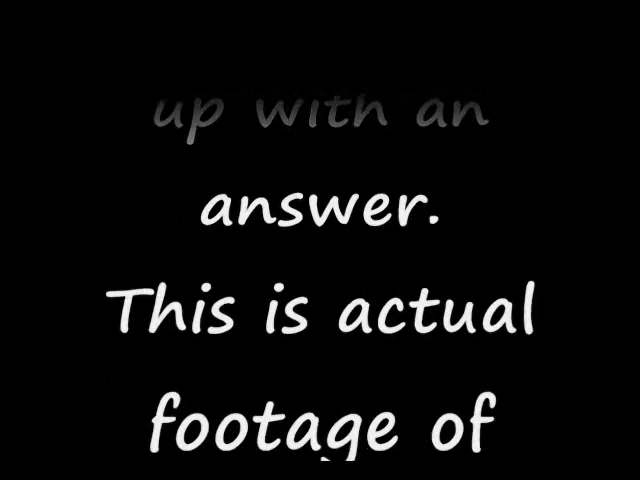 up with an
answer.
This is actual
footage of